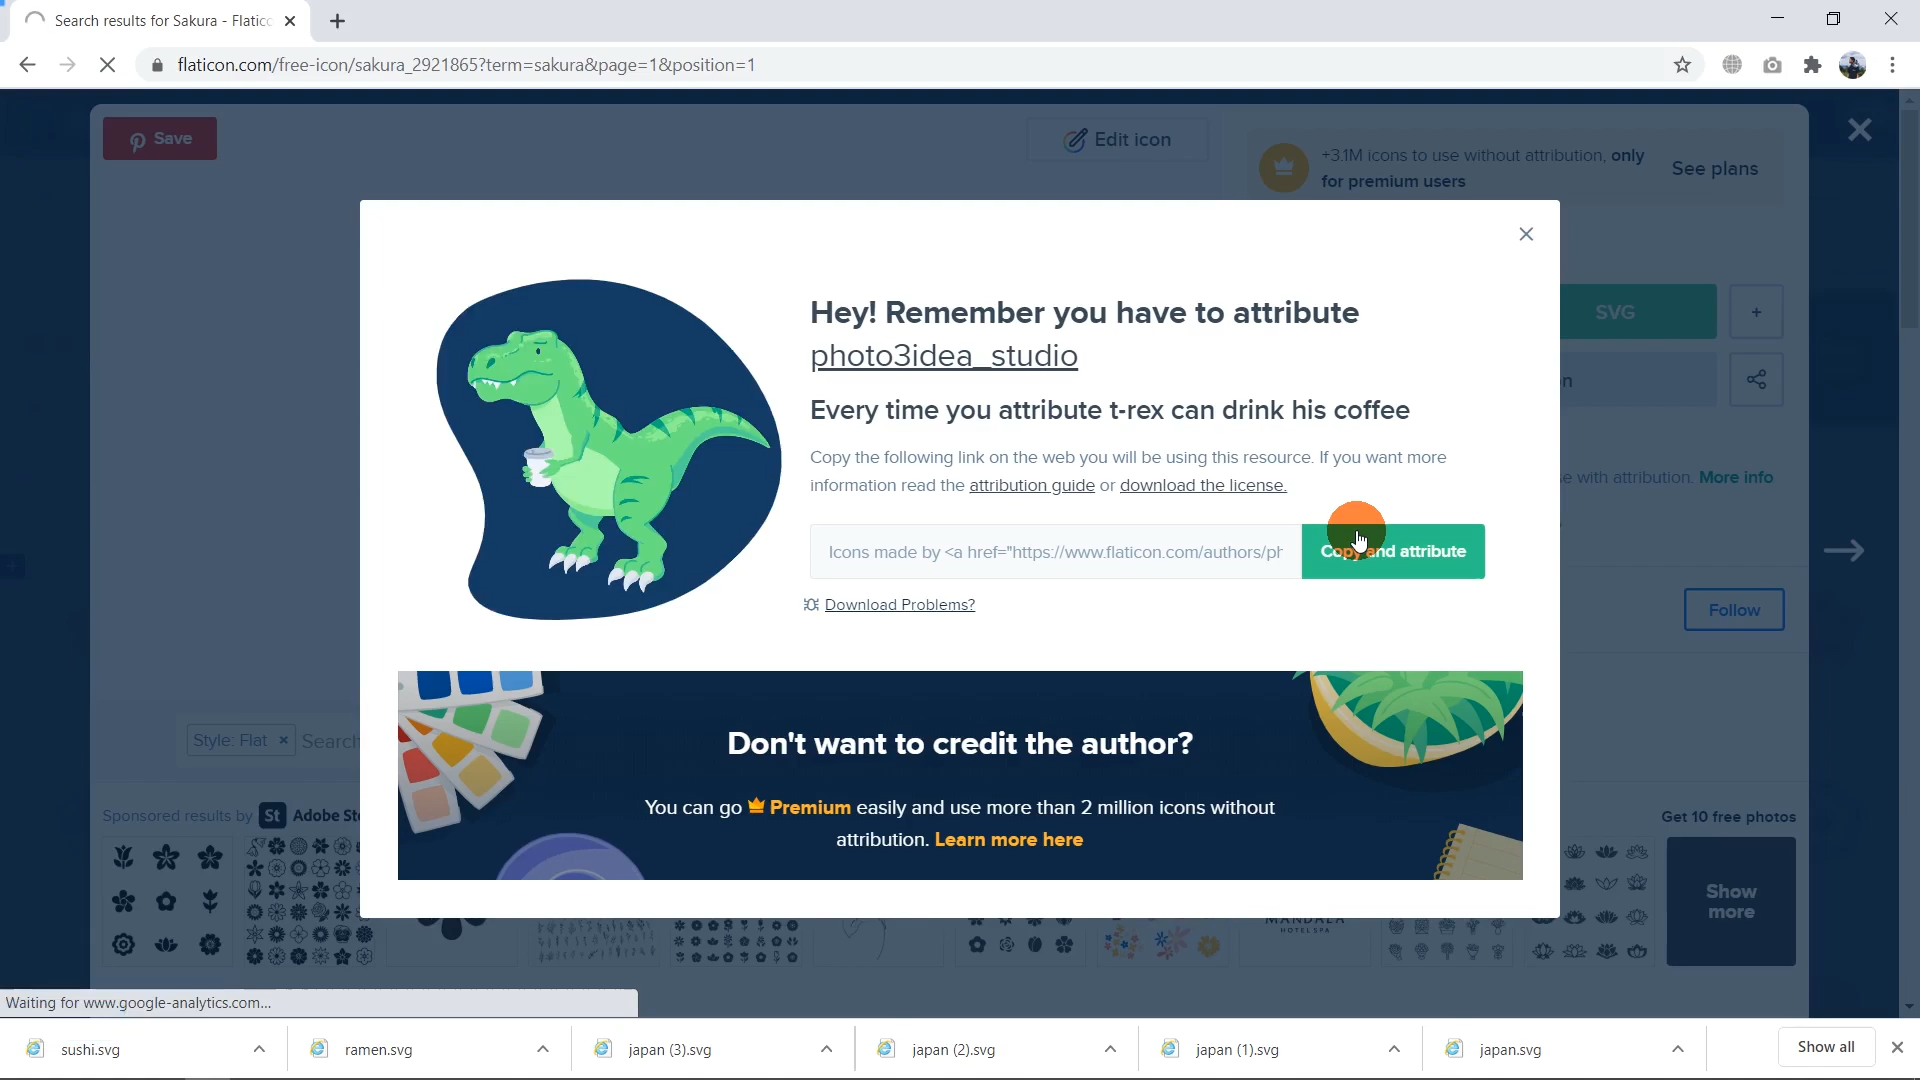 Search results for Sakura - Flatic
flaticon.com/free-icon/sakura_2921865?term=sakura&page=1&position=1
Save
Edit icon
+3.1M icons to use without attribution, only
for premium users
See plans
Hey! Remember you have to attribute
photo3idea_studio
SVG
+
n
Every time you attribute t-rex can drink his coffee
Copy the following link on the web you will be using this resource. If you want more
information read the attribution guide or download the license.
e with attribution. More info
Icons made by <a href="https://www.flaticon.com/authors/ph
Copy and attribute
Download Problems?
Follow
Style: Flat ×
Search
Don't want to credit the author?
You can go Premium easily and use more than 2 million icons without
attribution. Learn more here
Sponsored results by St Adobe Sto
Get 10 free photos
Show
more
MANDALA
HOTEL SPA
Waiting for www.google-analytics.com...
sushi.svg
ramen.svg
japan (3).svg
japan (2).svg
japan (1).svg
japan.svg
Show all